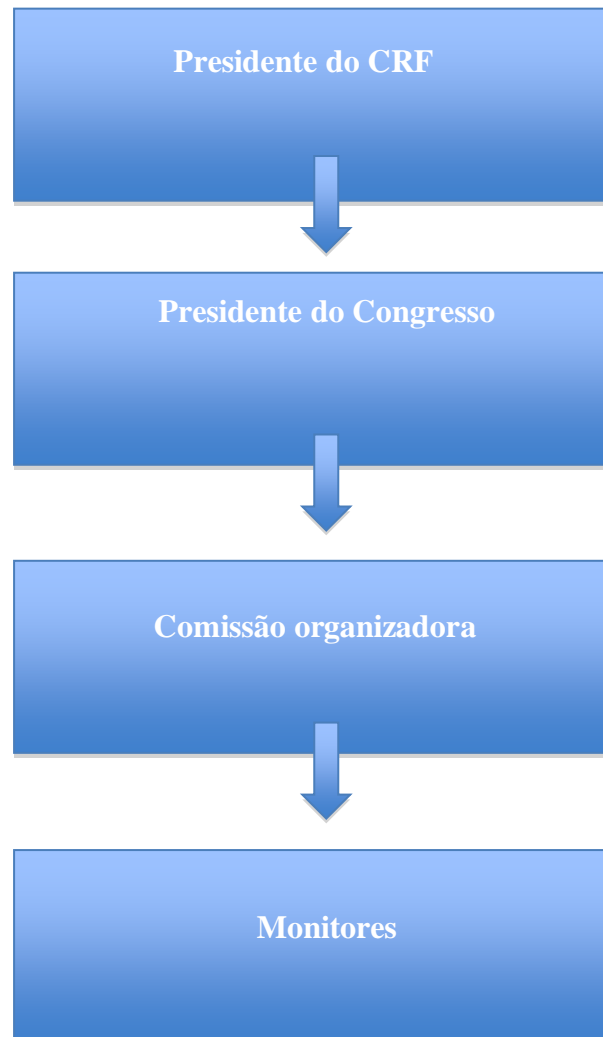 Presidente do CRF
Presidente do Congresso
Comissão organizadora
Monitores